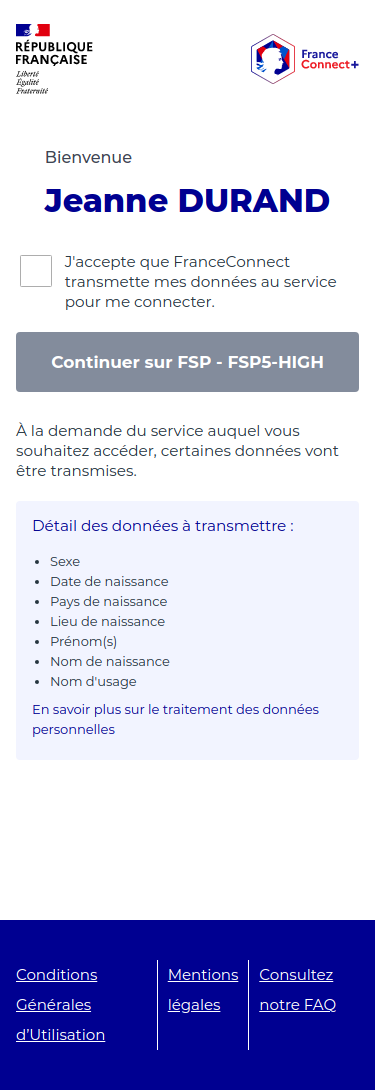 RÉPUBLIQUE
FRANÇAISE
Liberté
Égalité
Fraternité
France
Connect+
Bienvenue
Jeanne DURAND
J'accepte que FranceConnect
transmette mes données au service
pour me connecter.
Continuer sur FSP - FSP5-HIGH
À la demande du service auquel vous
souhaitez accéder, certaines données vont
être transmises.
Détail des données à transmettre :
Sexe
Date de naissance
Pays de naissance
Lieu de naissance
Prénom(s)
Nom de naissance
Nom d'usage
En savoir plus sur le traitement des données
personnelles
Conditions
Générales
d’Utilisation
Mentions
légales
Consultez
notre FAQ